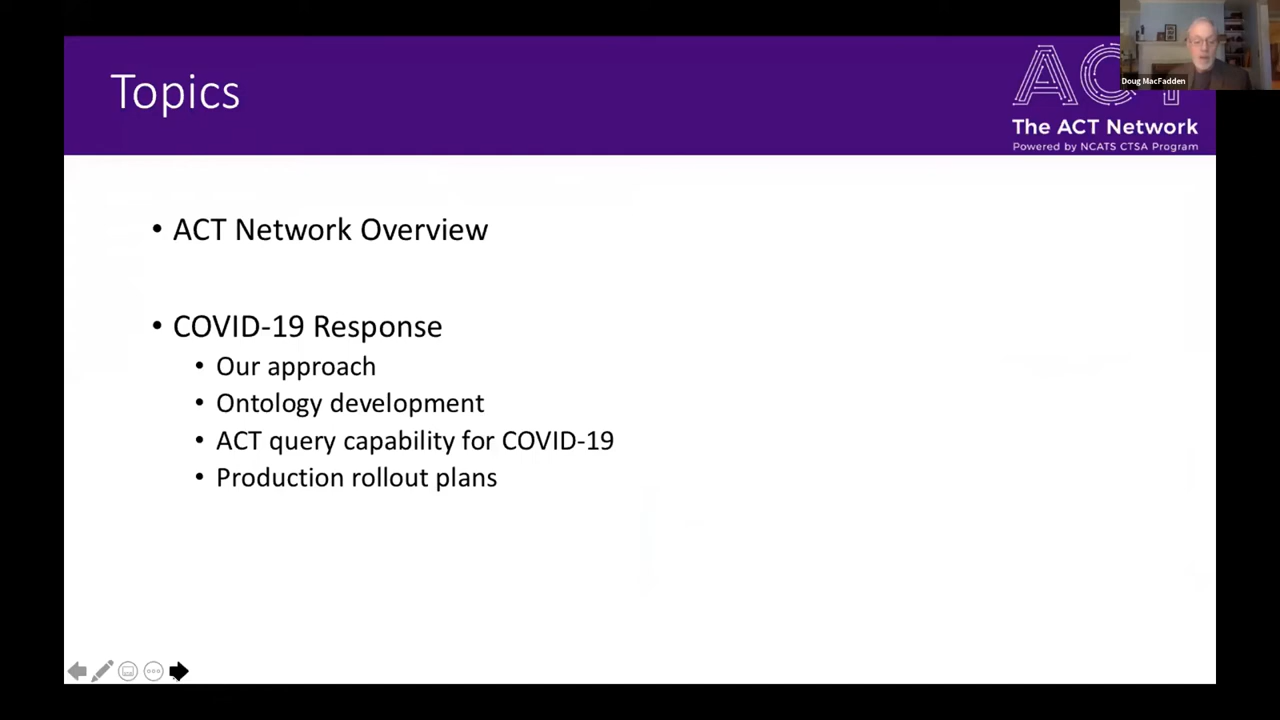 Topics
ACT
The ACT Network
Powered by NCATS CTSA Program
Doug MacFadden
• ACT Network Overview
• COVID-19 Response
• Our approach
• Ontology development
• ACT query capability for COVID-19
• Production rollout plans